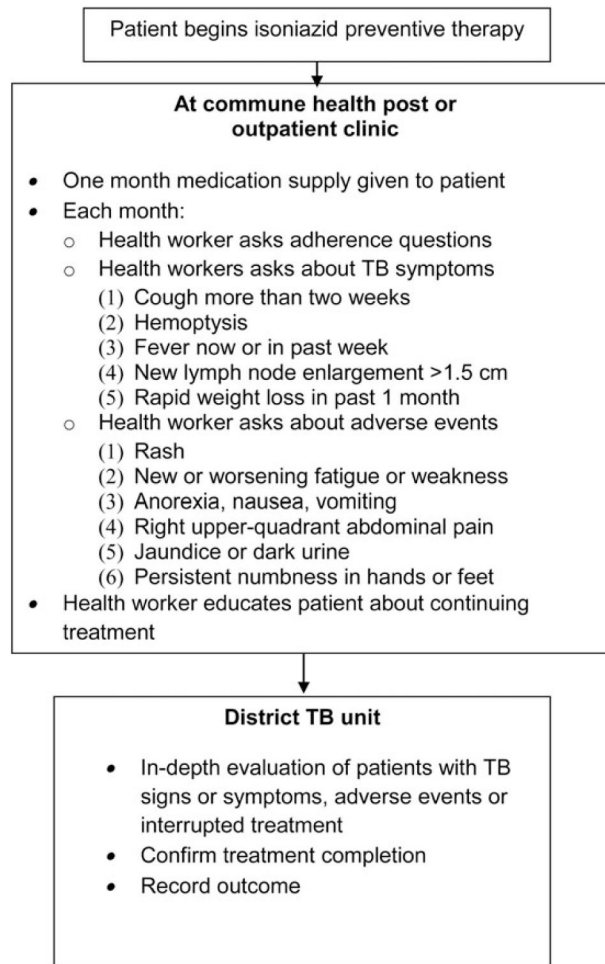 Patient begins isoniazid preventive therapy
At commune health post or
outpatient clinic
• One month medication supply given to patient
• Each month:
o Health worker asks adherence questions
o Health workers asks about TB symptoms
(1) Cough more than two weeks
(2) Hemoptysis
(3) Fever now or in past week
(4) New lymph node enlargement >1.5 cm
(5) Rapid weight loss in past 1 month
o Health worker asks about adverse events
(1) Rash
(2) New or worsening fatigue or weakness
(3) Anorexia, nausea, vomiting
(4) Right upper-quadrant abdominal pain
(5) Jaundice or dark urine
(6) Persistent numbness in hands or feet
• Health worker educates patient about continuing
treatment
District TB unit
• In-depth evaluation of patients with TB
signs or symptoms, adverse events or
interrupted treatment
• Confirm treatment completion
• Record outcome